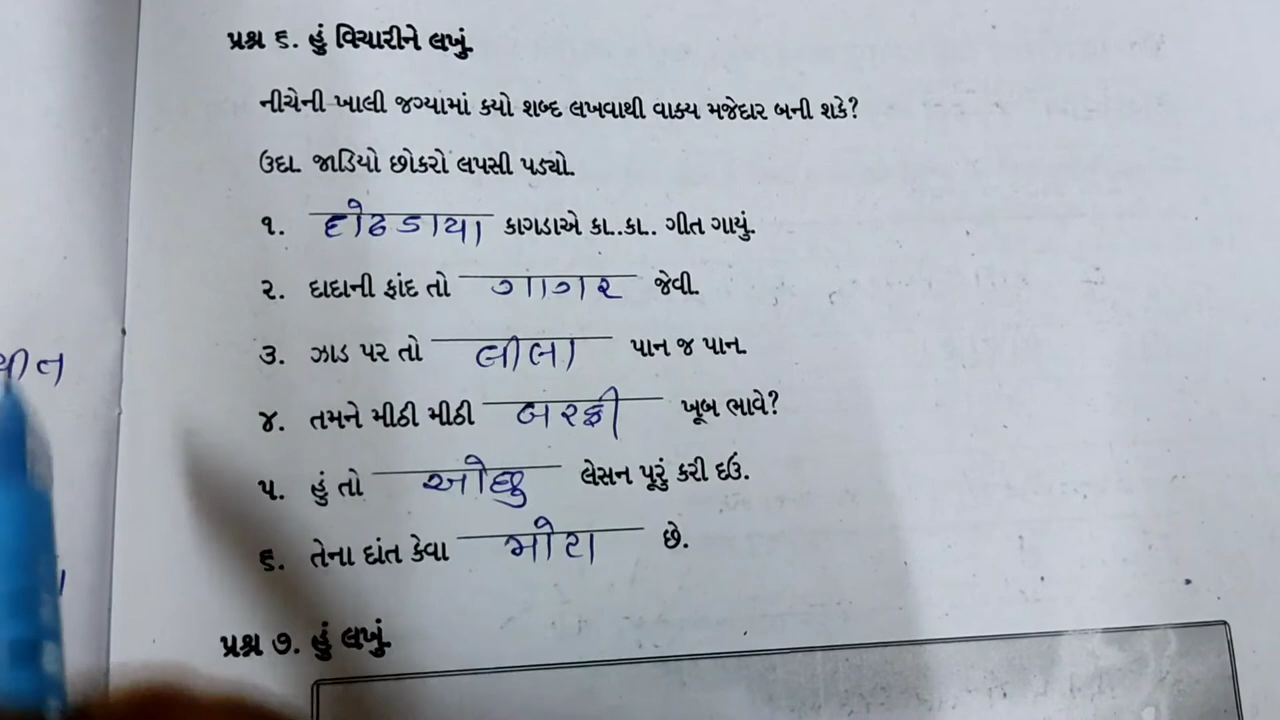 પ્રશ્ન ૬. હું વિચારીને લખું.
નીચેની ખાલી જગ્યામાં કયો શબ્દ લખવાથી વાક્ય મજેદાર બની શકે?
ઉદા. જાડિયો છોકરો લપસી પડ્યો.
૧. દોઢડાયા કાગડાએ કા..કા.. ગીત ગાયું.
૨. દાદાની ફાંદ તો ગાગર જેવી.
૩. ઝાડ પર તો લીલા પાન જ પાન.
૪. તમને મીઠી મીઠી બરફી ખૂબ ભાવે?
૫. હું તો ઓછુ લેસન પૂરું કરી દઉં.
૬. તેના દાંત કેવા મોટા છે.
પ્રશ્ન ૭. હું લખું.